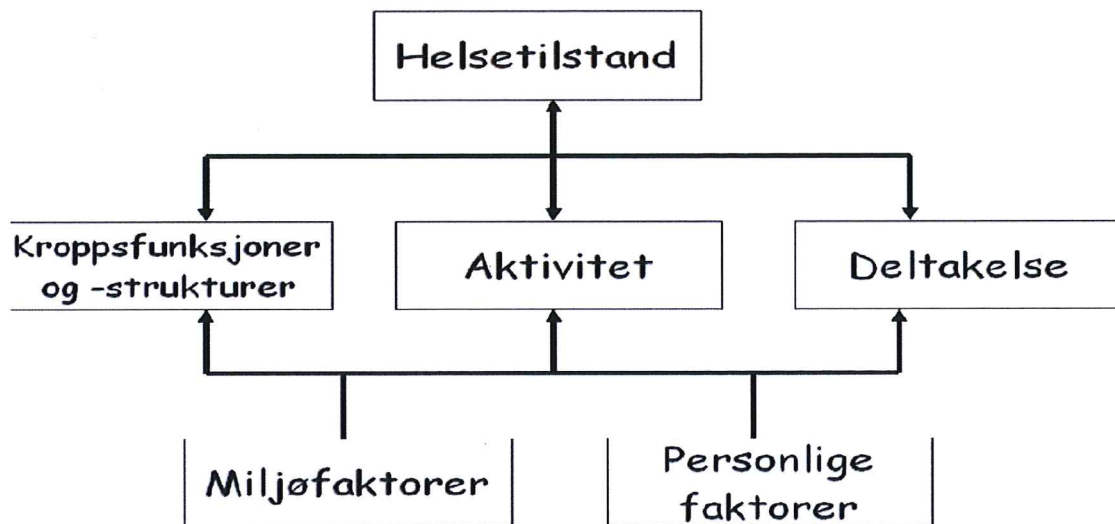 Helsetilstand
Kroppsfunksjoner
og -strukturer
Aktivitet
Deltakelse
Miljøfaktorer
Personlige
faktorer